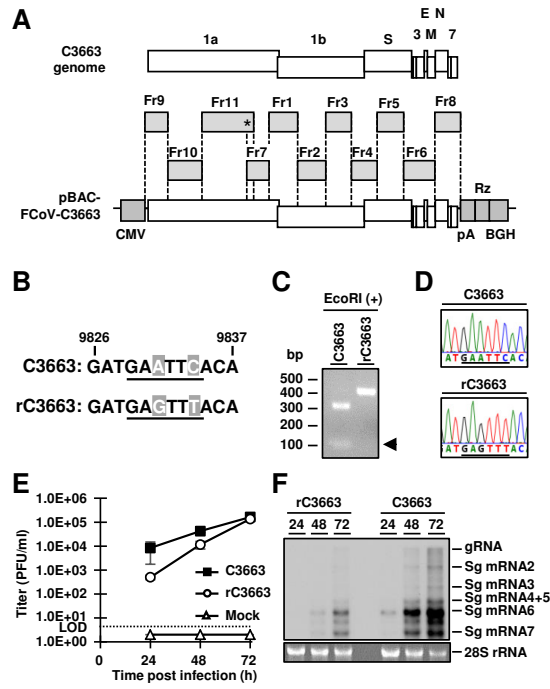 A
E N
1a 1b S 3 M 7
C3663
genome
Fr9 Fr11 Fr1 Fr3 Fr5 Fr8
*
Fr10 Fr7 Fr2 Fr4 Fr6
pBAC-
FCoV-C3663
Rz
CMV pA BGH
B
9826 9837
C3663: GATGAATTCACA
rC3663: GATGAGTTTACA
C
EcoRI (+)
C3663 rC3663
bp
500
400
300
200
100
D
C3663
ATGAATTCAC
rC3663
ATGAGTTTAC
E
Titer (PFU/ml)
1.0E+06
1.0E+05
1.0E+04
1.0E+03
1.0E+02
1.0E+01
LOD
1.0E+00
C3663
rC3663
Mock
0 24 48 72
Time post infection (h)
F
rC3663 C3663
24 48 72 24 48 72
gRNA
Sg mRNA2
Sg mRNA3
Sg mRNA4+5
Sg mRNA6
Sg mRNA7
28S rRNA